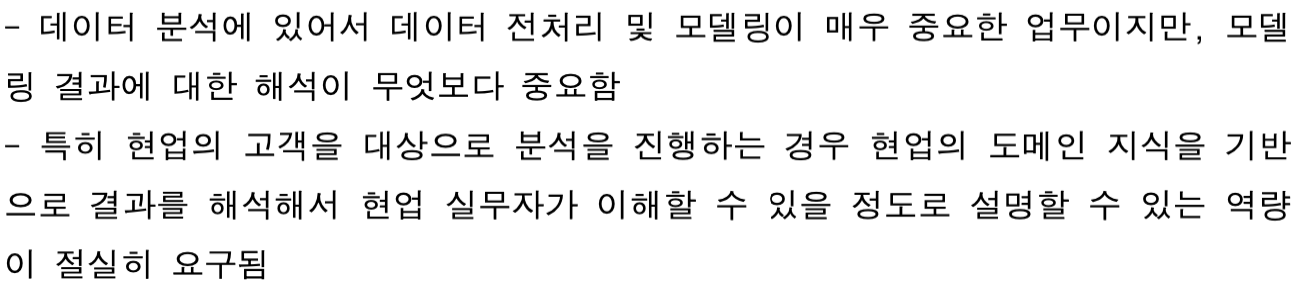 – 데이터 분석에 있어서 데이터 전처리 및 모델링이 매우 중요한 업무이지만, 모델
링 결과에 대한 해석이 무엇보다 중요함
– 특히 현업의 고객을 대상으로 분석을 진행하는 경우 현업의 도메인 지식을 기반
으로 결과를 해석해서 현업 실무자가 이해할 수 있을 정도로 설명할 수 있는 역량
이 절실히 요구됨